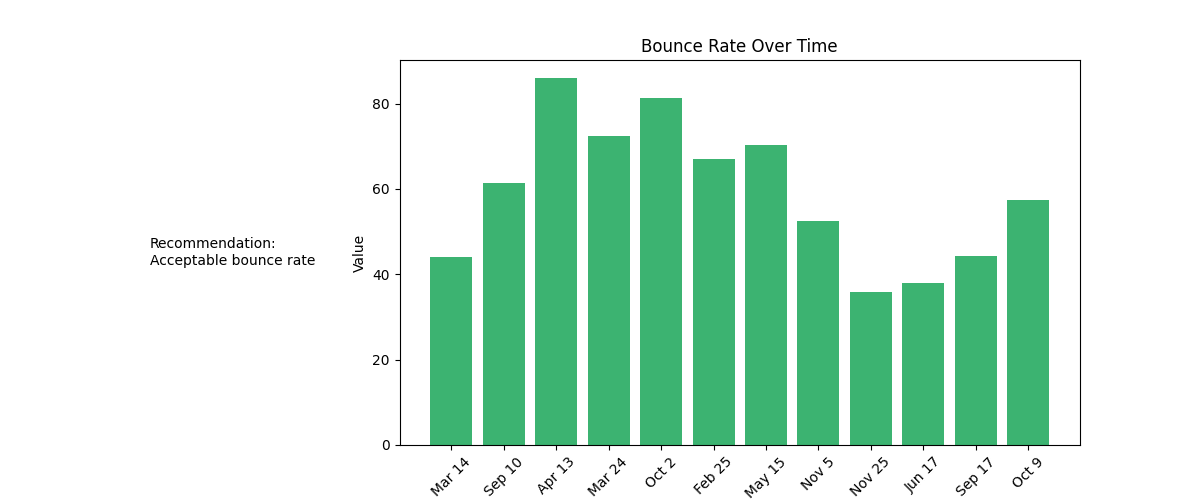 Bounce Rate Over Time
Recommendation:
Acceptable bounce rate
Value
80
60
40
20
0
Mar 14
Sep 10
Apr 13
Mar 24
Oct 2
Feb 25
May 15
Nov 5
Nov 25
Jun 17
Sep 17
Oct 9